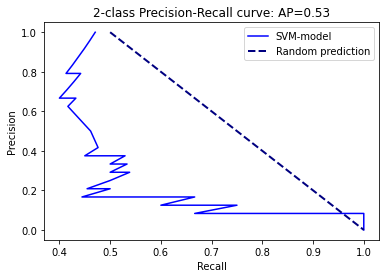 2-class Precision-Recall curve: AP=0.53
SVM-model
Random prediction
Precision
1.0
0.8
0.6
0.4
0.2
0.0
0.4
0.5
0.6
0.7
0.8
0.9
1.0
Recall